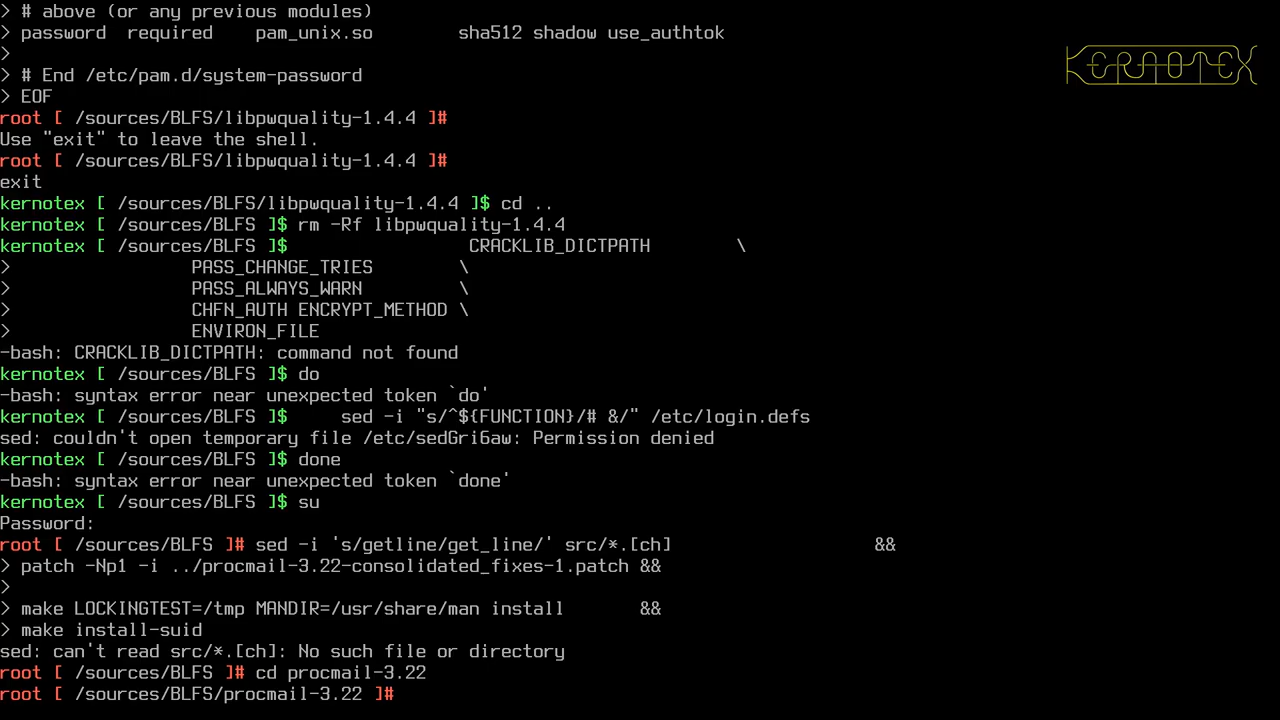 > # above (or any previous modules)
> password  required    pam_unix.so        sha512 shadow use_authtok
>
> # End /etc/pam.d/system-password
> EOF
root [ /sources/BLFS/libpwquality-1.4.4 ]#
Use "exit" to leave the shell.
root [ /sources/BLFS/libpwquality-1.4.4 ]#
exit
kernotex [ /sources/BLFS/libpwquality-1.4.4 ]$ cd ..
kernotex [ /sources/BLFS ]$ rm -Rf libpwquality-1.4.4
kernotex [ /sources/BLFS ]$                 CRACKLIB_DICTPATH        \
>                 PASS_CHANGE_TRIES        \
>                 PASS_ALWAYS_WARN         \
>                 CHFN_AUTH ENCRYPT_METHOD \
>                 ENVIRON_FILE
-bash: CRACKLIB_DICTPATH: command not found
kernotex [ /sources/BLFS ]$ do
-bash: syntax error near unexpected token `do'
kernotex [ /sources/BLFS ]$     sed -i "s/^${FUNCTION}/# &/" /etc/login.defs
sed: couldn't open temporary file /etc/sedGri6aw: Permission denied
kernotex [ /sources/BLFS ]$ done
-bash: syntax error near unexpected token `done'
kernotex [ /sources/BLFS ]$ su
Password:
root [ /sources/BLFS ]# sed -i 's/getline/get_line/' src/*.[ch]                   &&
> patch -Np1 -i ../procmail-3.22-consolidated_fixes-1.patch &&
>
> make LOCKINGTEST=/tmp MANDIR=/usr/share/man install       &&
> make install-suid
sed: can't read src/*.[ch]: No such file or directory
root [ /sources/BLFS ]# cd procmail-3.22
root [ /sources/BLFS/procmail-3.22 ]#
KERNOTEX